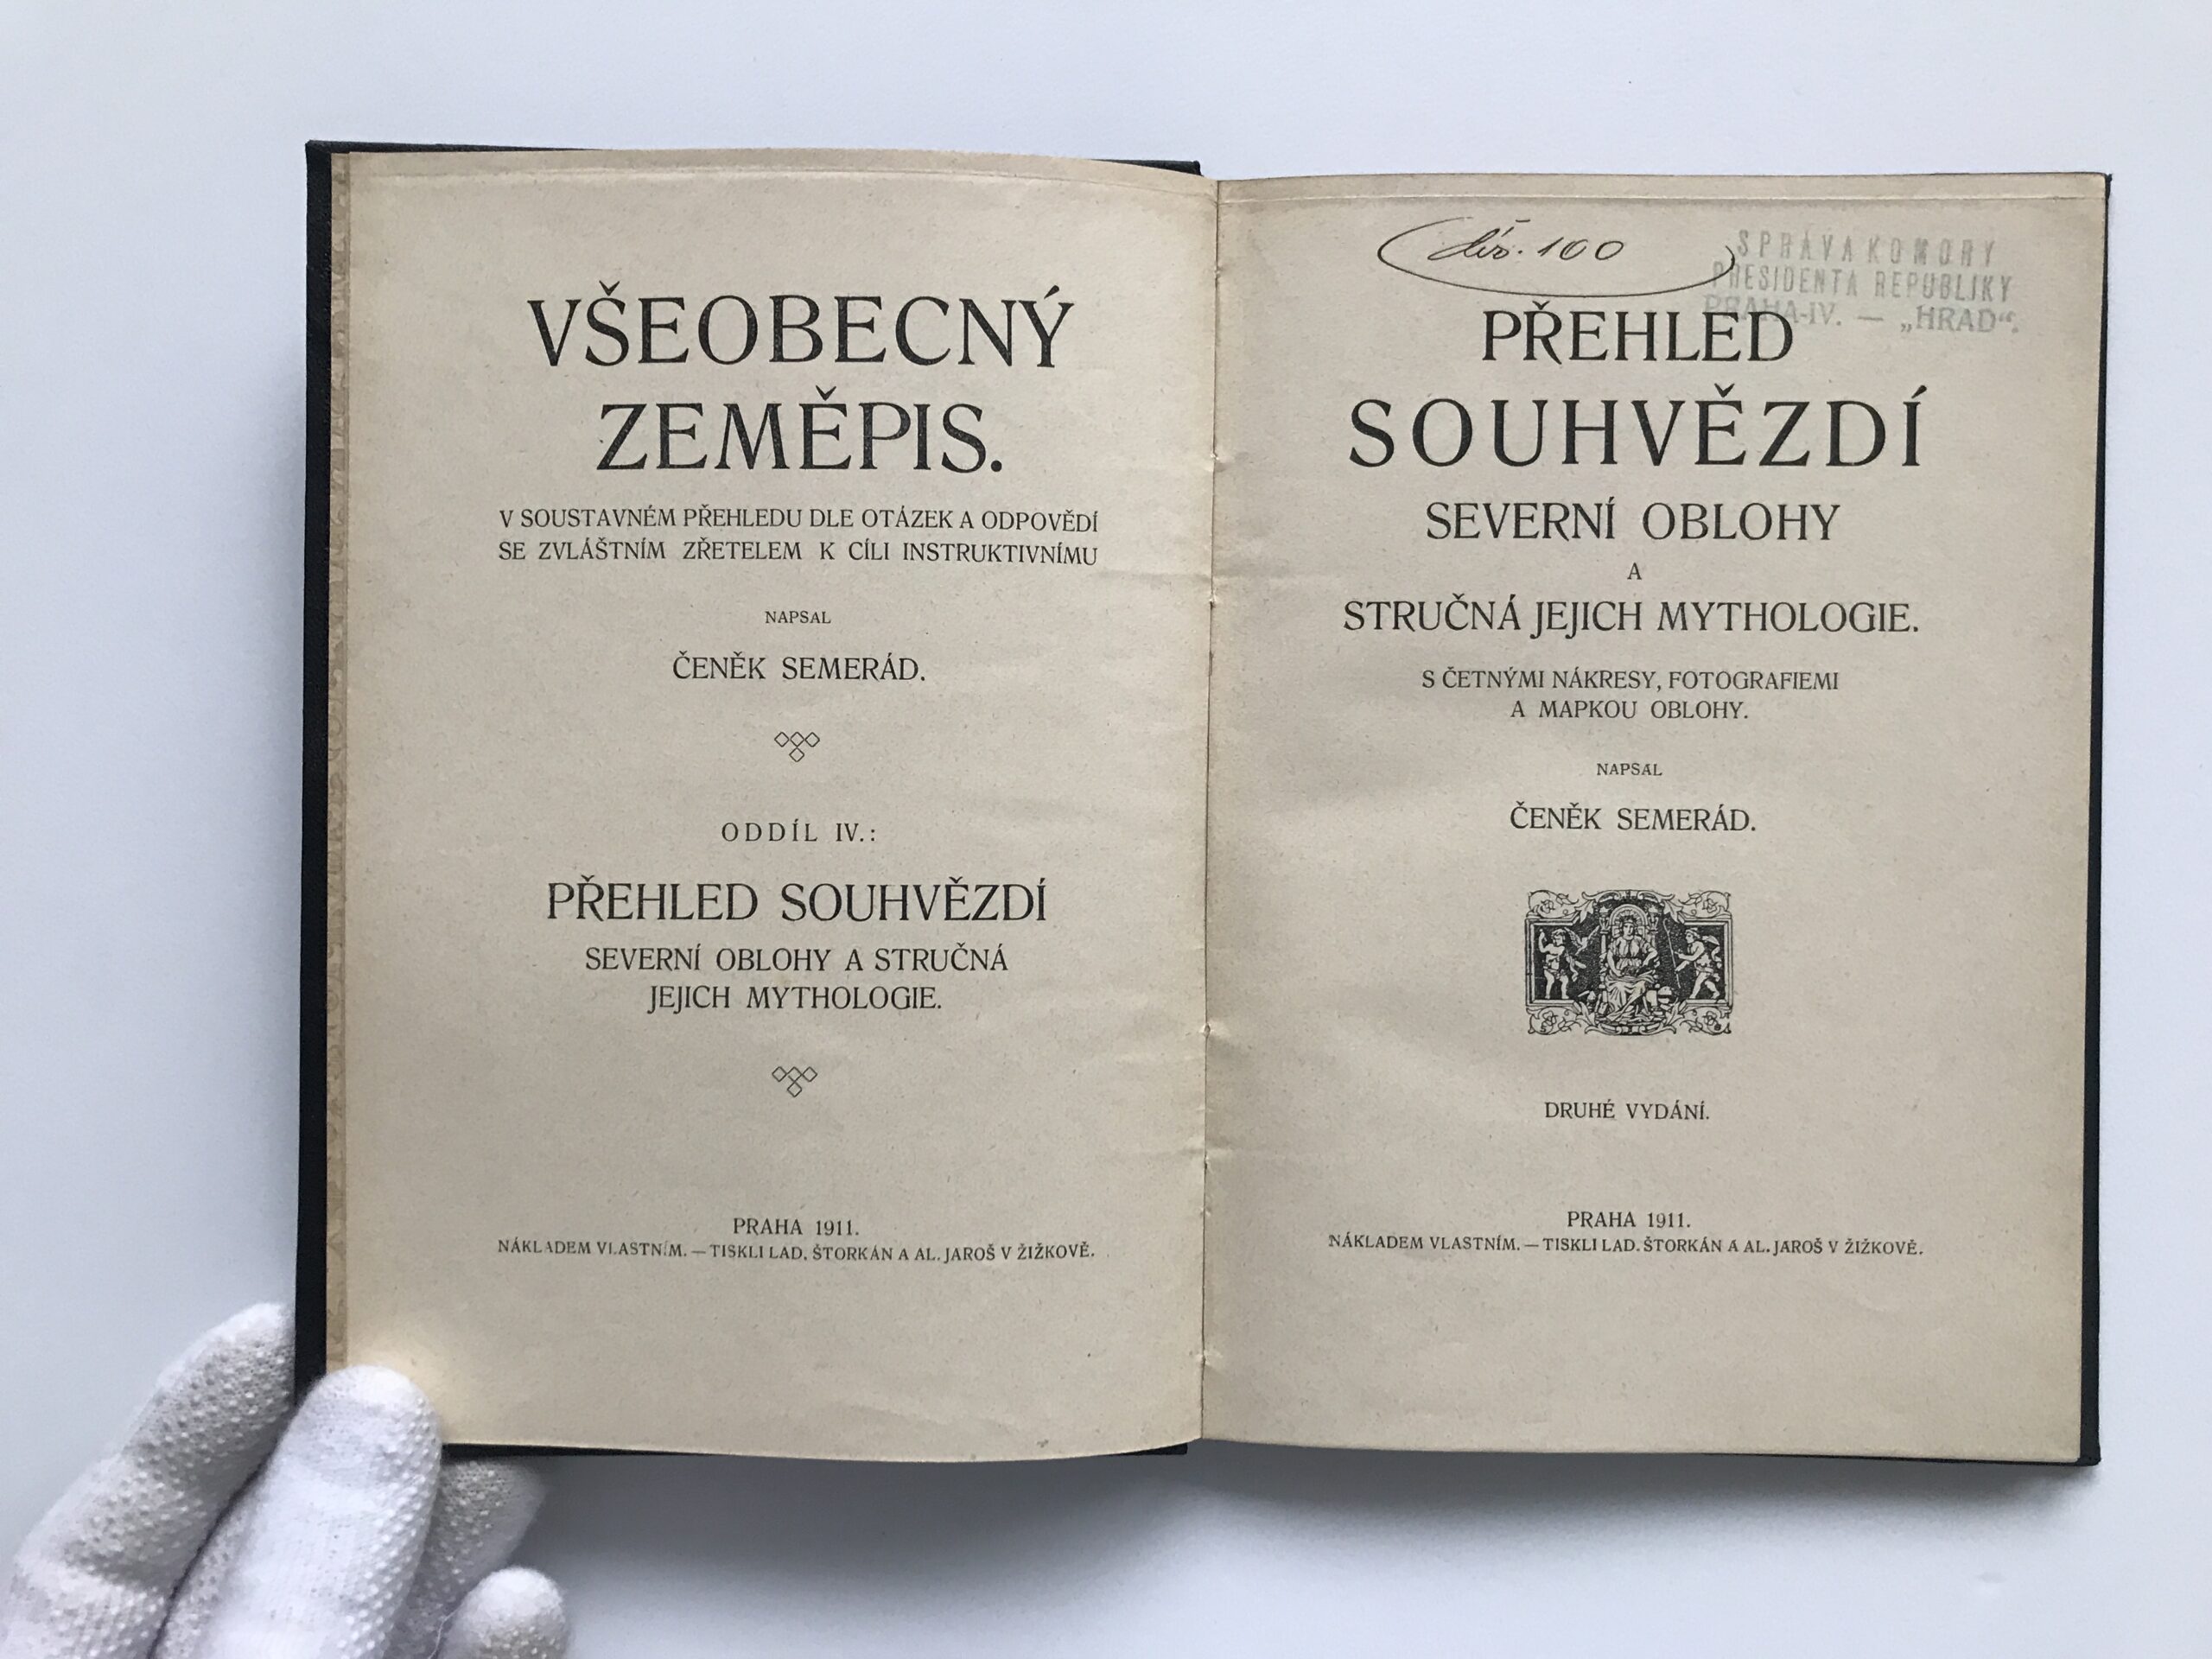 VŠEOBECNÝ
ZEMĚPIS.
V SOUSTAVNÉM PŘEHLEDU DLE OTÁZEK A ODPOVĚDÍ
SE ZVLÁŠTNÍM ZŘETELEM K CÍLI INSTRUKTIVNÍMU
NAPSAL
ČENĚK SEMERÁD.
ODDÍL IV.:
PŘEHLED SOUHVĚZDÍ
SEVERNÍ OBLOHY A STRUČNÁ
JEJICH MYTHOLOGIE.
PRAHA 1911.
NÁKLADEM VLASTNÍM. — TISKLI LAD. ŠTORKÁN A AL. JAROŠ V ŽIŽKOVĚ.
100
SPRÁVA KOMORY
PRESIDENTA REPUBLIKY
PRAHA-IV. — „HRAD“.
PŘEHLED
SOUHVĚZDÍ
SEVERNÍ OBLOHY
A
STRUČNÁ JEJICH MYTHOLOGIE.
S ČETNÝMI NÁKRESY, FOTOGRAFIEMI
A MAPKOU OBLOHY.
NAPSAL
ČENĚK SEMERÁD.
DRUHÉ VYDÁNÍ.
PRAHA 1911.
NÁKLADEM VLASTNÍM. — TISKLI LAD. ŠTORKÁN A AL. JAROŠ V ŽIŽKOVĚ.